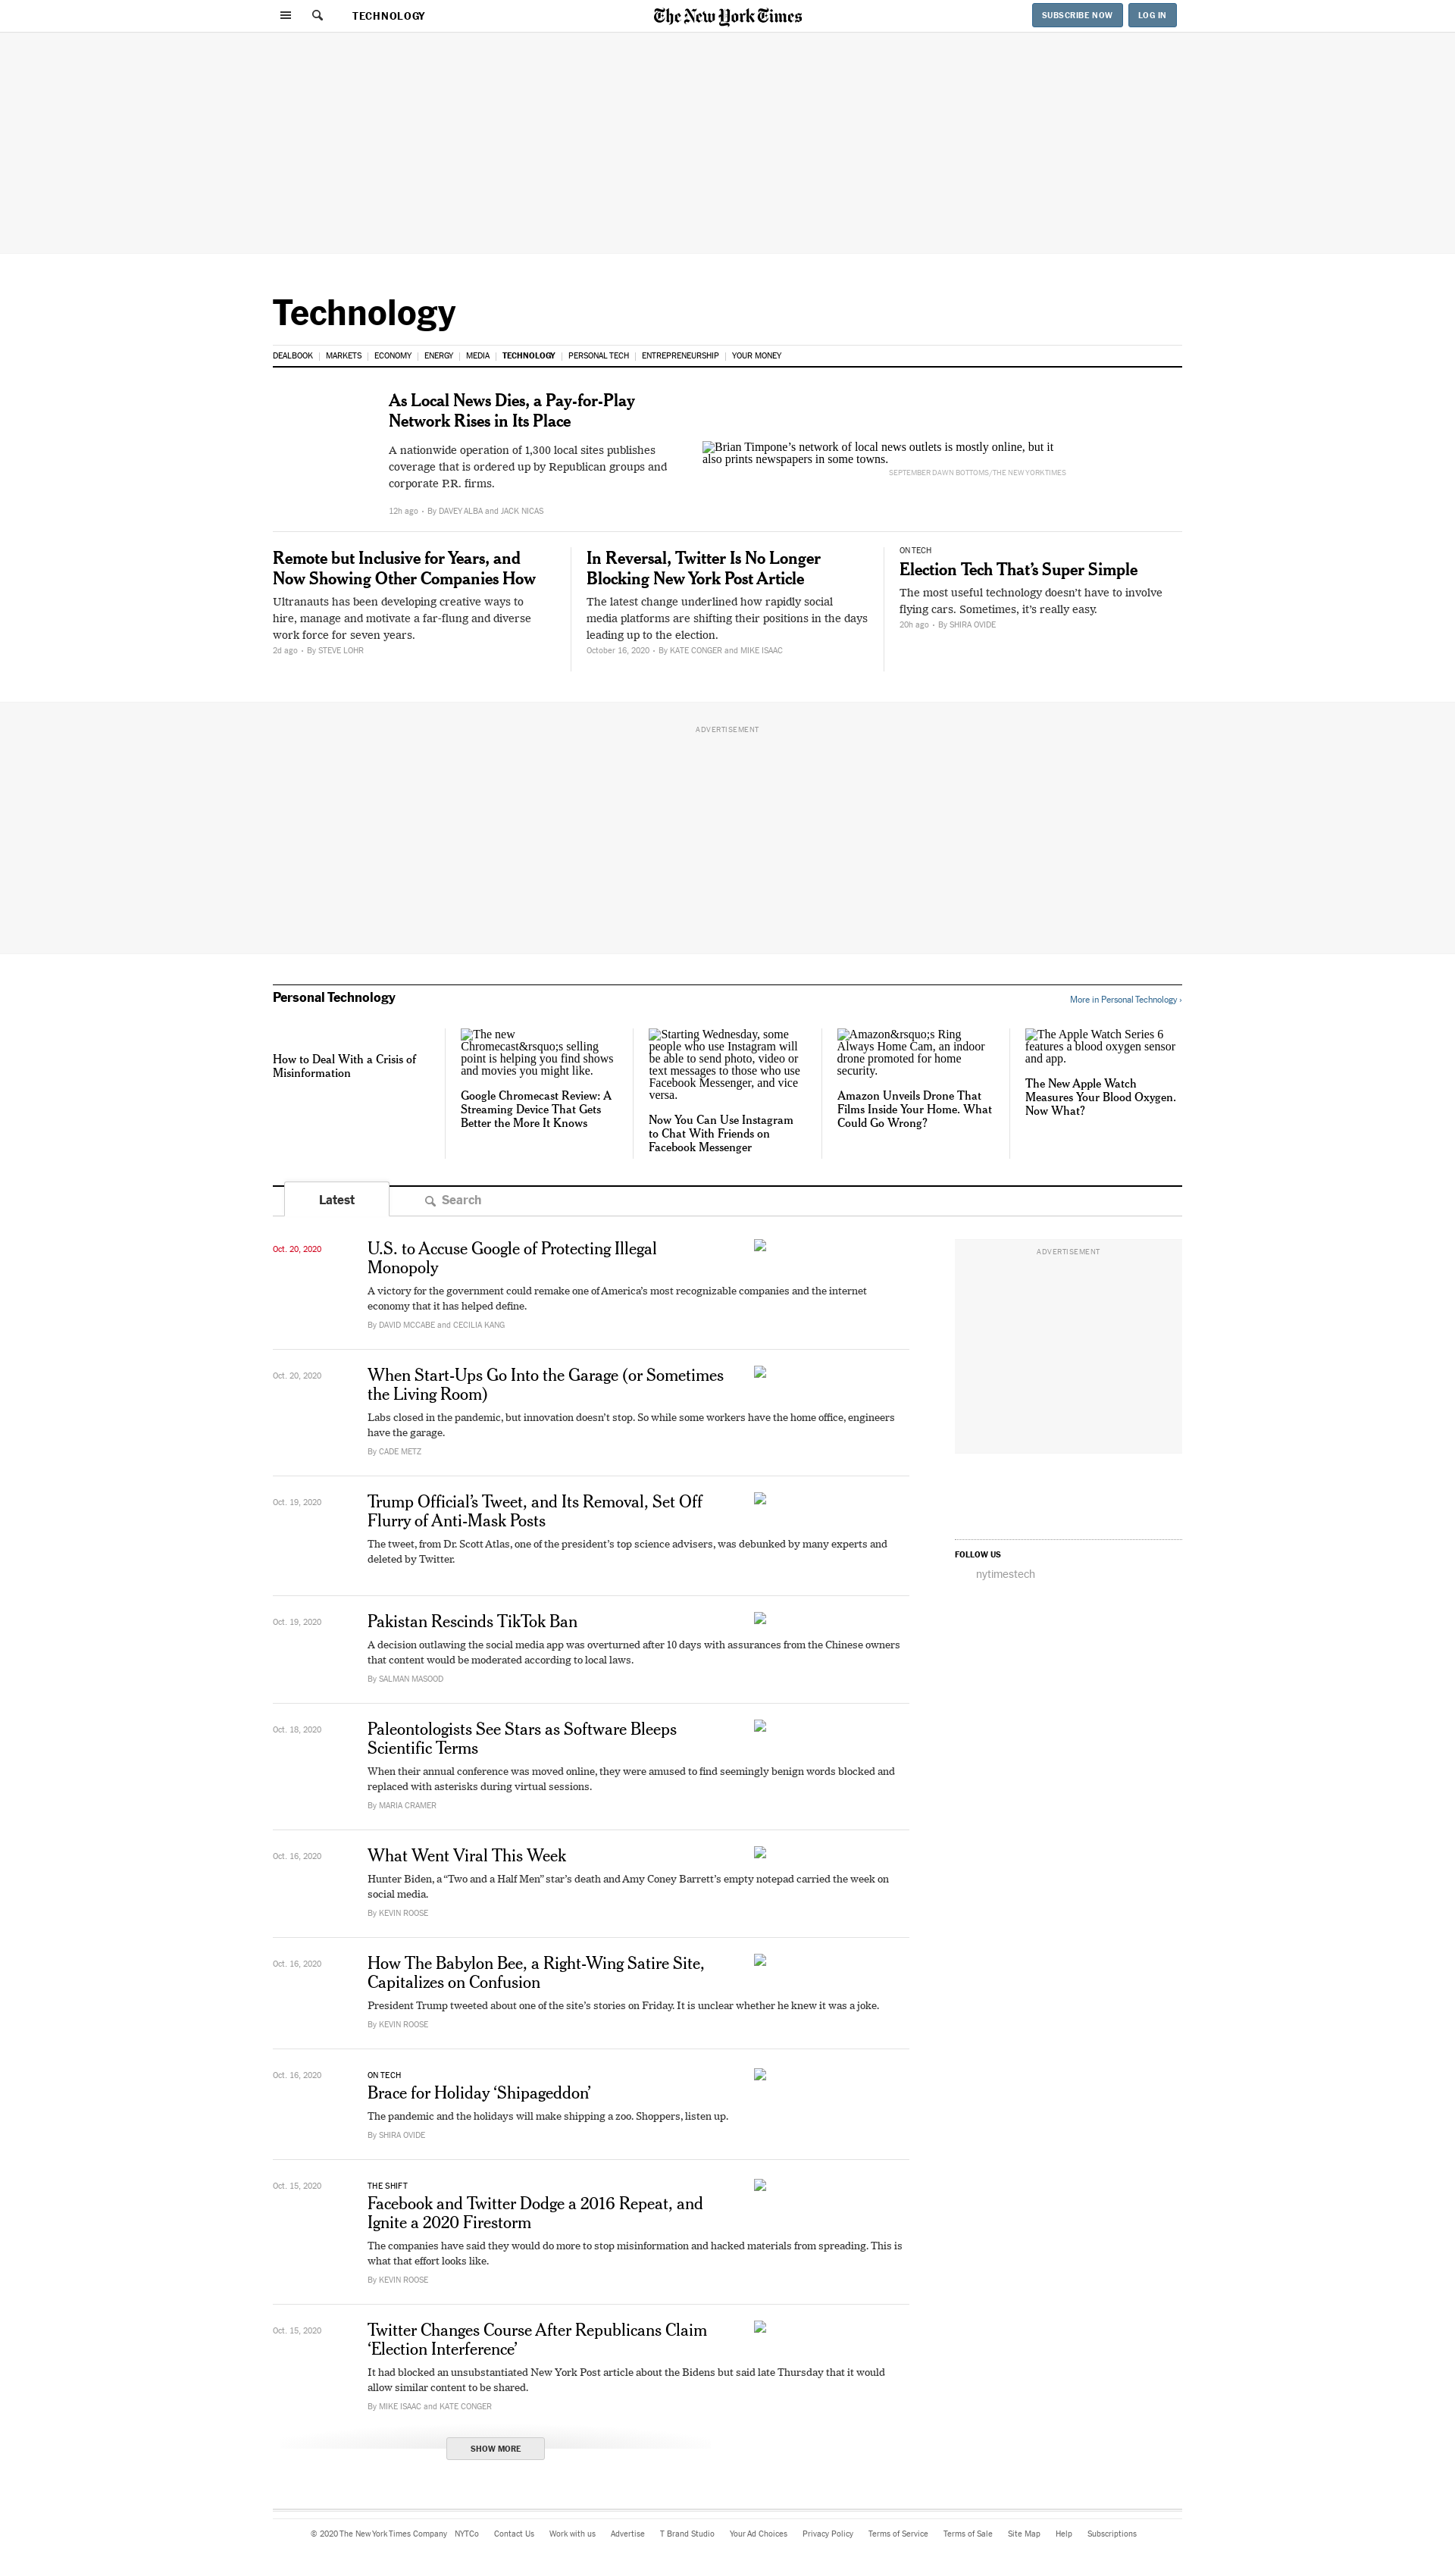 TECHNOLOGY
The New York Times
SUBSCRIBE NOW
LOG IN
Technology
DEALBOOK
MARKETS
ECONOMY
ENERGY
MEDIA
TECHNOLOGY
PERSONAL TECH
ENTREPRENEURSHIP
YOUR MONEY
As Local News Dies, a Pay-for-Play
Network Rises in Its Place
A nationwide operation of 1,300 local sites publishes
coverage that is ordered up by Republican groups and
corporate P.R. firms.
12h ago • By DAVEY ALBA and JACK NICAS
Brian Timpone’s network of local news outlets is mostly online, but it
also prints newspapers in some towns.
SEPTEMBER DAWN BOTTOMS/THE NEW YORK TIMES
Remote but Inclusive for Years, and
Now Showing Other Companies How
Ultranauts has been developing creative ways to
hire, manage and motivate a far-flung and diverse
work force for seven years.
2d ago • By STEVE LOHR
In Reversal, Twitter Is No Longer
Blocking New York Post Article
The latest change underlined how rapidly social
media platforms are shifting their positions in the days
leading up to the election.
October 16, 2020 • By KATE CONGER and MIKE ISAAC
ON TECH
Election Tech That’s Super Simple
The most useful technology doesn’t have to involve
flying cars. Sometimes, it’s really easy.
20h ago • By SHIRA OVIDE
ADVERTISEMENT
Personal Technology
More in Personal Technology ›
How to Deal With a Crisis of
Misinformation
The new
Chromecast&rsquo;s selling
point is helping you find shows
and movies you might like.
Google Chromecast Review: A
Streaming Device That Gets
Better the More It Knows
Starting Wednesday, some
people who use Instagram will
be able to send photo, video or
text messages to those who use
Facebook Messenger, and vice
versa.
Now You Can Use Instagram
to Chat With Friends on
Facebook Messenger
Amazon&rsquo;s Ring
Always Home Cam, an indoor
drone promoted for home
security.
Amazon Unveils Drone That
Films Inside Your Home. What
Could Go Wrong?
The Apple Watch Series 6
features a blood oxygen sensor
and app.
The New Apple Watch
Measures Your Blood Oxygen.
Now What?
Latest
Search
Oct. 20, 2020
U.S. to Accuse Google of Protecting Illegal
Monopoly
A victory for the government could remake one of America’s most recognizable companies and the internet
economy that it has helped define.
By DAVID MCCABE and CECILIA KANG
ADVERTISEMENT
Oct. 20, 2020
When Start-Ups Go Into the Garage (or Sometimes
the Living Room)
Labs closed in the pandemic, but innovation doesn’t stop. So while some workers have the home office, engineers
have the garage.
By CADE METZ
Oct. 19, 2020
Trump Official’s Tweet, and Its Removal, Set Off
Flurry of Anti-Mask Posts
The tweet, from Dr. Scott Atlas, one of the president’s top science advisers, was debunked by many experts and
deleted by Twitter.
FOLLOW US
nytimestech
Oct. 19, 2020
Pakistan Rescinds TikTok Ban
A decision outlawing the social media app was overturned after 10 days with assurances from the Chinese owners
that content would be moderated according to local laws.
By SALMAN MASOOD
Oct. 18, 2020
Paleontologists See Stars as Software Bleeps
Scientific Terms
When their annual conference was moved online, they were amused to find seemingly benign words blocked and
replaced with asterisks during virtual sessions.
By MARIA CRAMER
Oct. 16, 2020
What Went Viral This Week
Hunter Biden, a “Two and a Half Men” star’s death and Amy Coney Barrett’s empty notepad carried the week on
social media.
By KEVIN ROOSE
Oct. 16, 2020
How The Babylon Bee, a Right-Wing Satire Site,
Capitalizes on Confusion
President Trump tweeted about one of the site’s stories on Friday. It is unclear whether he knew it was a joke.
By KEVIN ROOSE
Oct. 16, 2020
ON TECH
Brace for Holiday ‘Shipageddon’
The pandemic and the holidays will make shipping a zoo. Shoppers, listen up.
By SHIRA OVIDE
Oct. 15, 2020
THE SHIFT
Facebook and Twitter Dodge a 2016 Repeat, and
Ignite a 2020 Firestorm
The companies have said they would do more to stop misinformation and hacked materials from spreading. This is
what that effort looks like.
By KEVIN ROOSE
Oct. 15, 2020
Twitter Changes Course After Republicans Claim
‘Election Interference’
It had blocked an unsubstantiated New York Post article about the Bidens but said late Thursday that it would
allow similar content to be shared.
By MIKE ISAAC and KATE CONGER
SHOW MORE
© 2020 The New York Times Company NYTCo Contact Us Work with us Advertise T Brand Studio Your Ad Choices Privacy Policy Terms of Service Terms of Sale Site Map Help Subscriptions